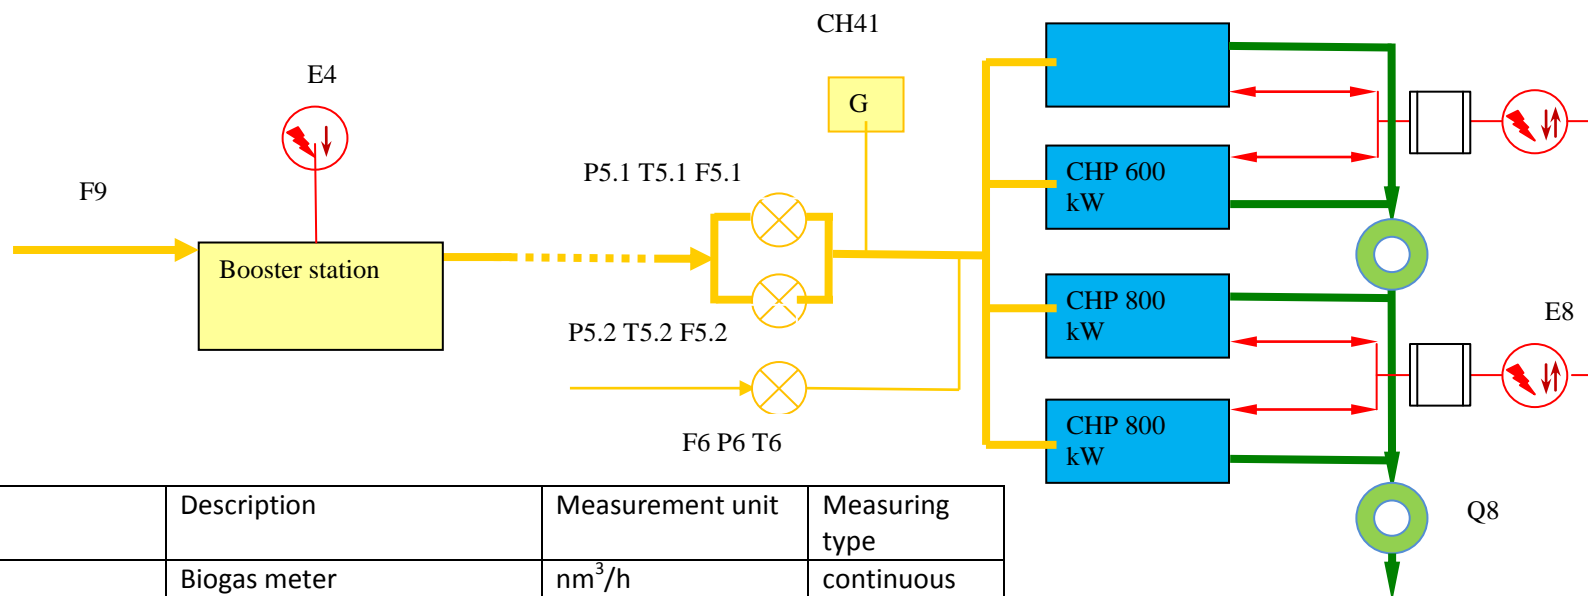 CH41
E4
G
P5.1 T5.1 F5.1
CHP 600
kW
F9
Booster station
CHP 800
kW
E8
P5.2 T5.2 F5.2
CHP 800
kW
F6 P6 T6
Q8
Description Measurement unit Measuring
type
Biogas meter nm³/h continuous